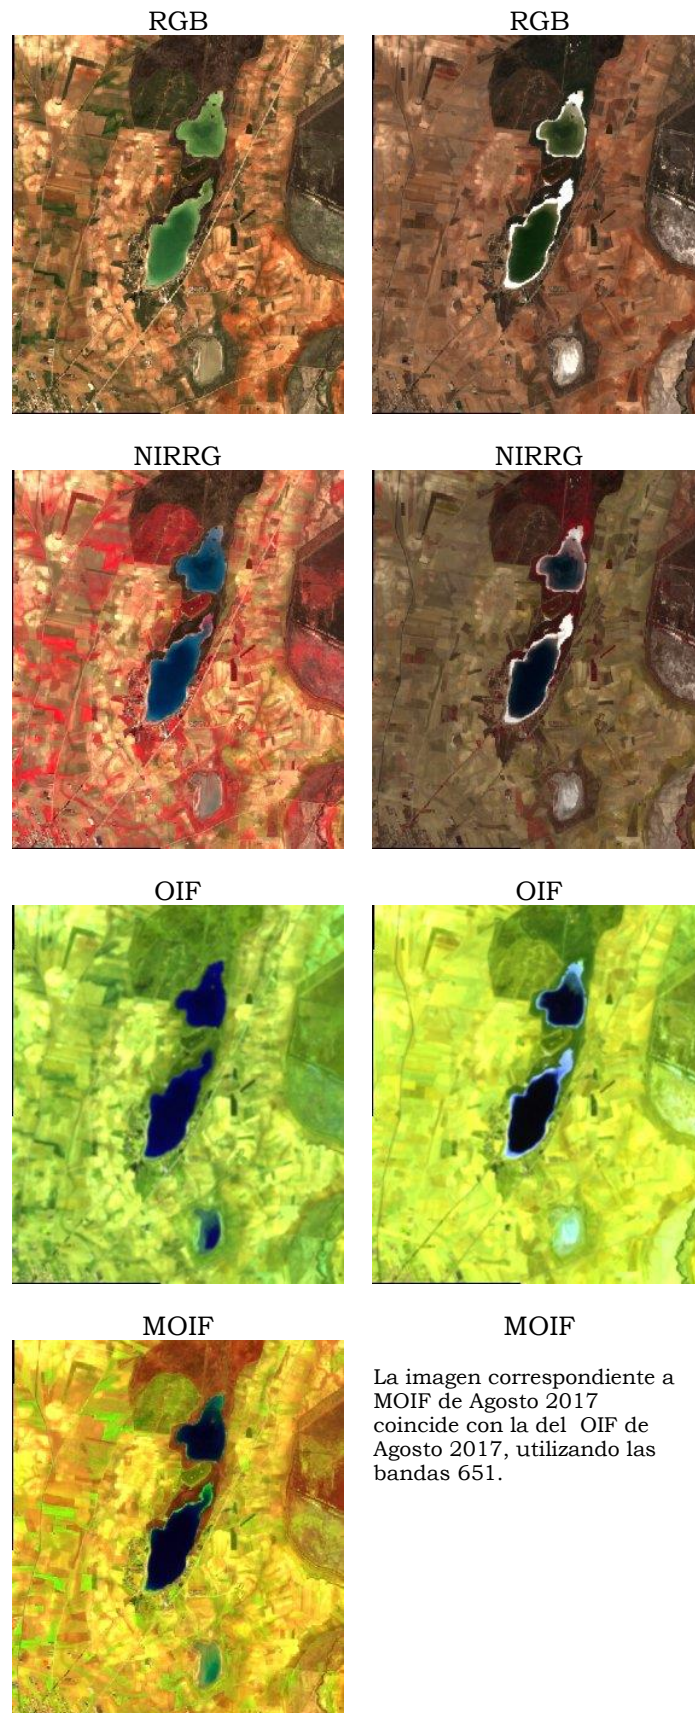 RGB
RGB
NIRRG
NIRRG
OIF
OIF
MOIF
MOIF
La imagen correspondiente a
MOIF de Agosto 2017
coincide con la del OIF de
Agosto 2017, utilizando las
bandas 651.